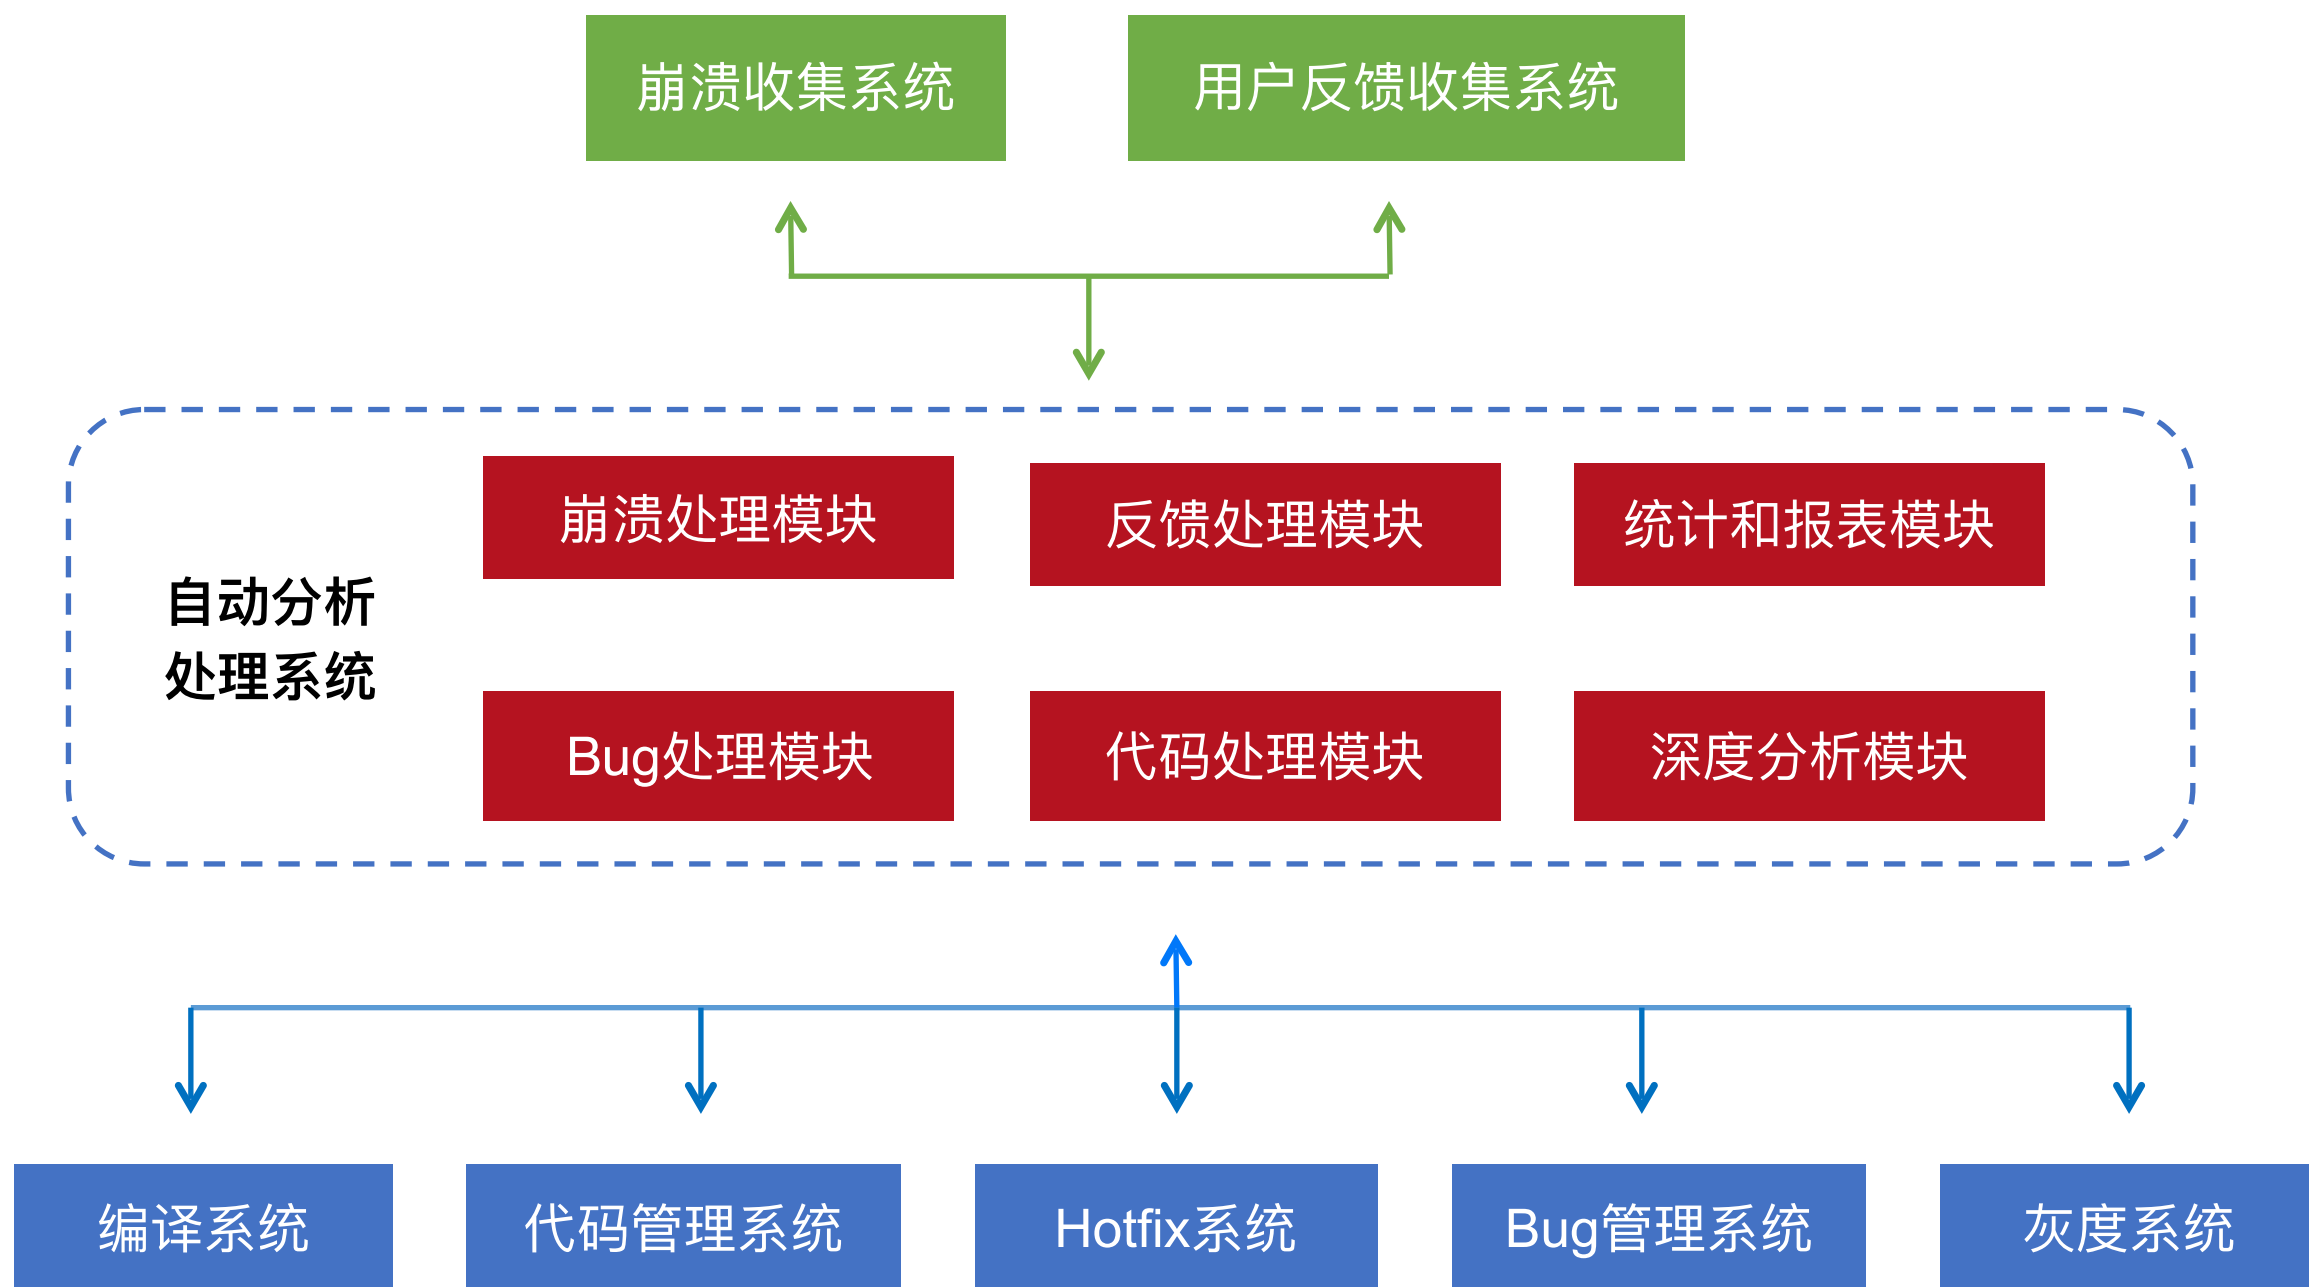 崩溃收集系统
用户反馈收集系统
自动分析
处理系统
崩溃处理模块
反馈处理模块
统计和报表模块
Bug处理模块
代码处理模块
深度分析模块
编译系统
代码管理系统
Hotfix系统
Bug管理系统
灰度系统